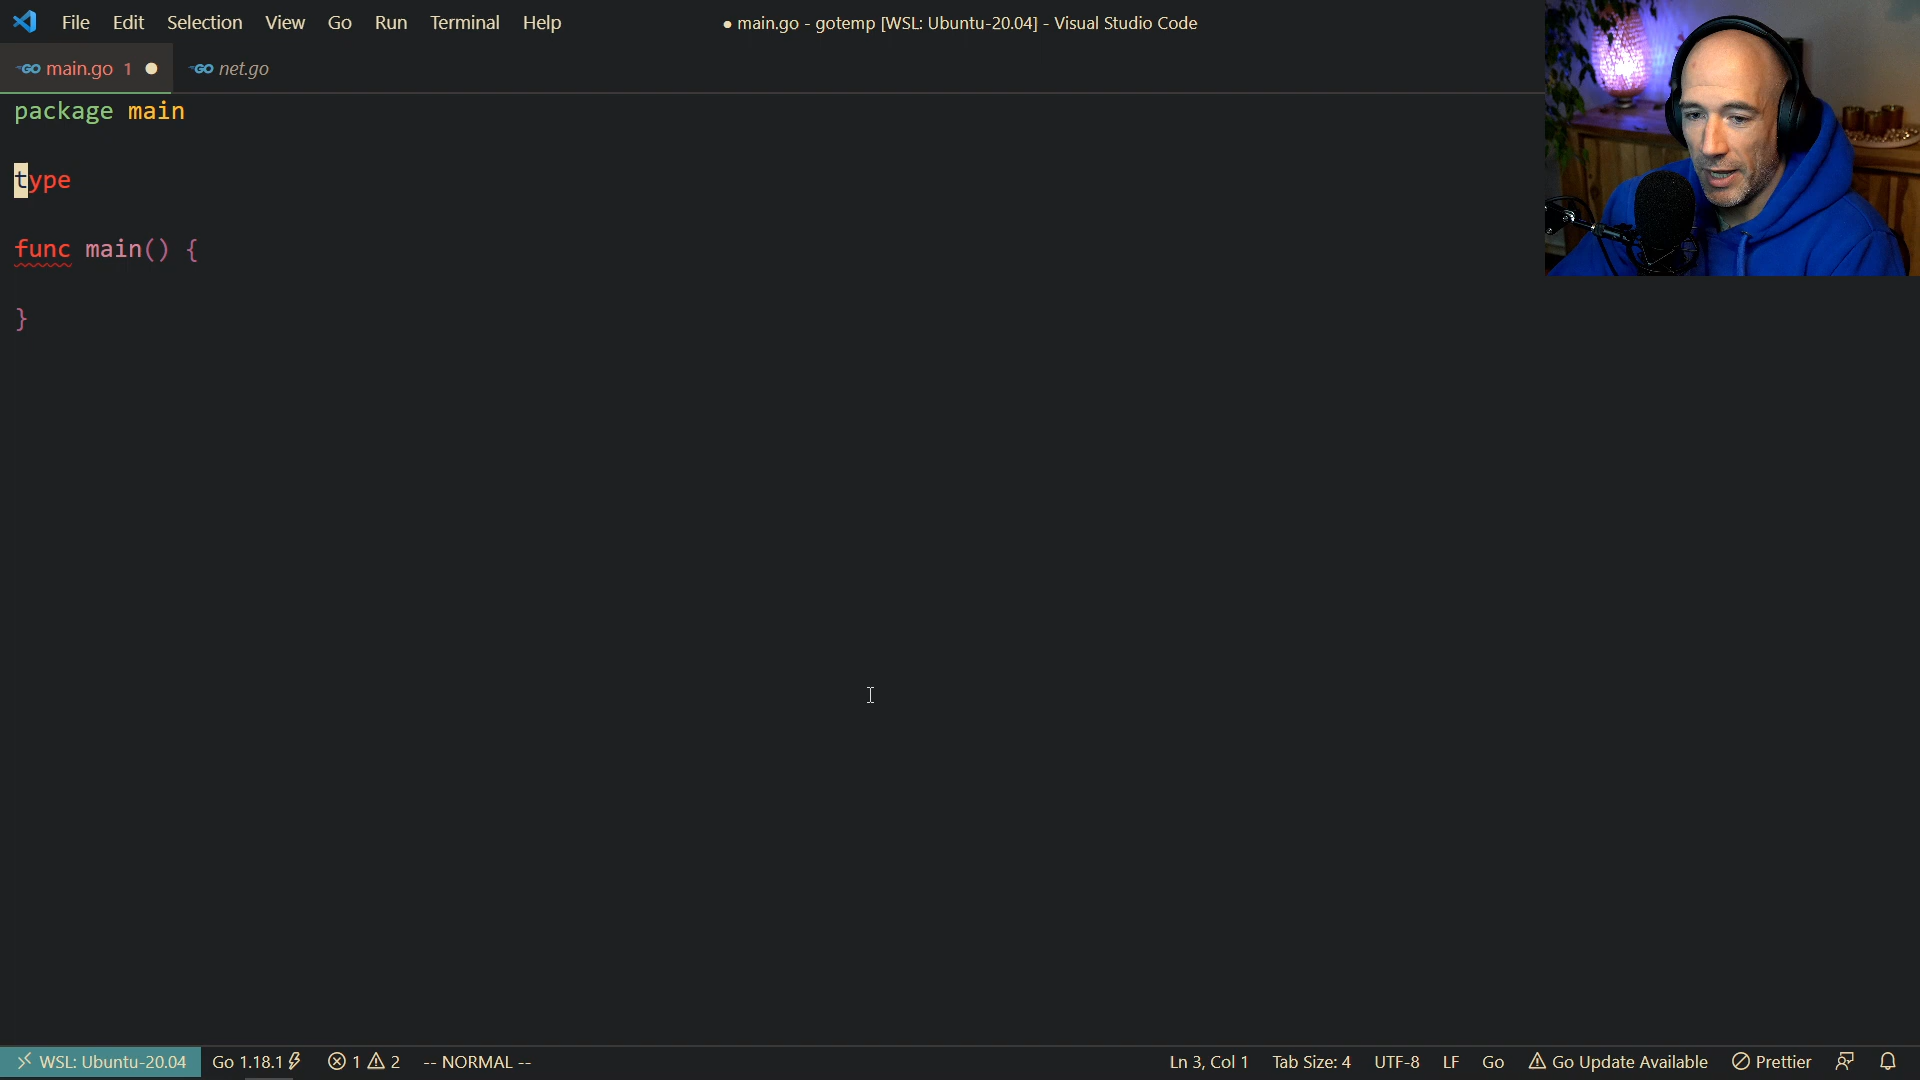 File Edit Selection View Go Run Terminal Help
● main.go - gotemp [WSL: Ubuntu-20.04] - Visual Studio Code
GO main.go 1 ● GO net.go
package main
type
func main() {
}
WSL: Ubuntu-20.04 Go 1.18.1 1 2 -- NORMAL -- Ln 3, Col 1 Tab Size: 4 UTF-8 LF Go Go Update Available Prettier